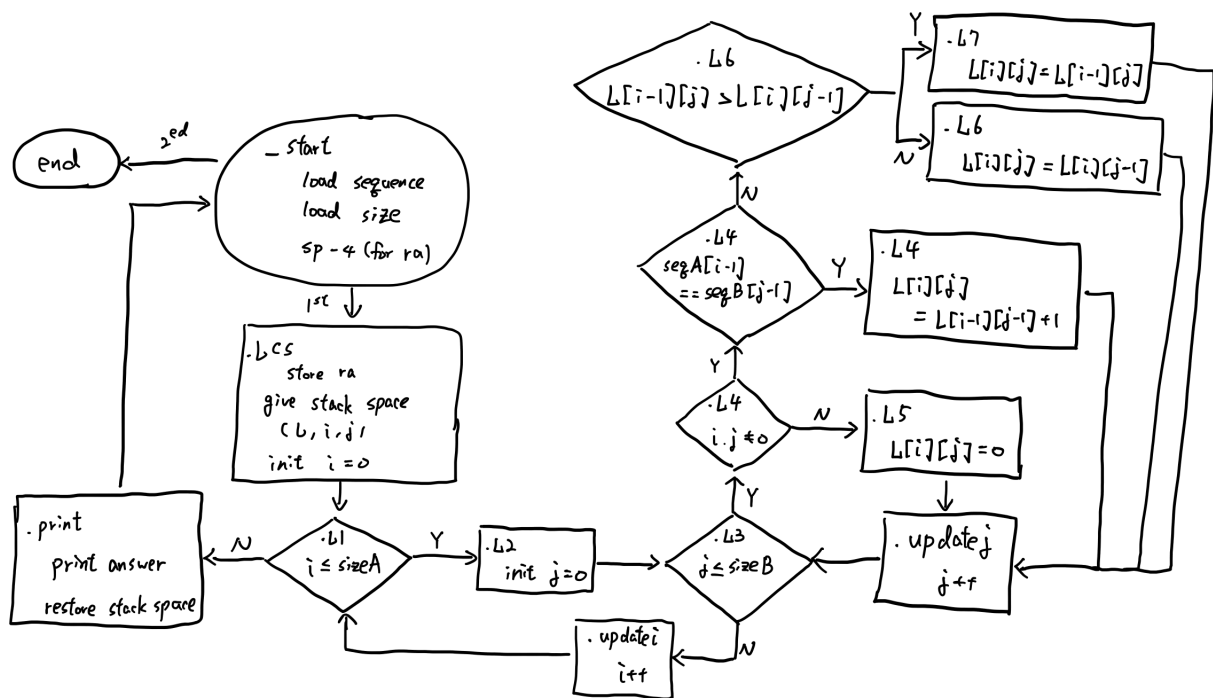 end
2ed
_start
load sequence
load size
sp-4 (for ra)
1st
.LCS
store ra
give stack space
(L, i, j)
init i=0
.L1
i ≤ sizeA
N
Y
.print
print answer
restore stack space
.L2
init j=0
.L3
j ≤ sizeB
Y
N
.updatei
i++
.L4
i.j ≠ 0
Y
N
.L5
L[i][j]=0
.updatej
j++
.L4
seqA[i-1]
==seqB[j-1]
Y
N
.L4
L[i][j]
= L[i-1][j-1]+1
.L6
L[i-1][j] > L[i][j-1]
Y
N
.L7
L[i][j]=L[i-1][j]
.L6
L[i][j]=L[i][j-1]